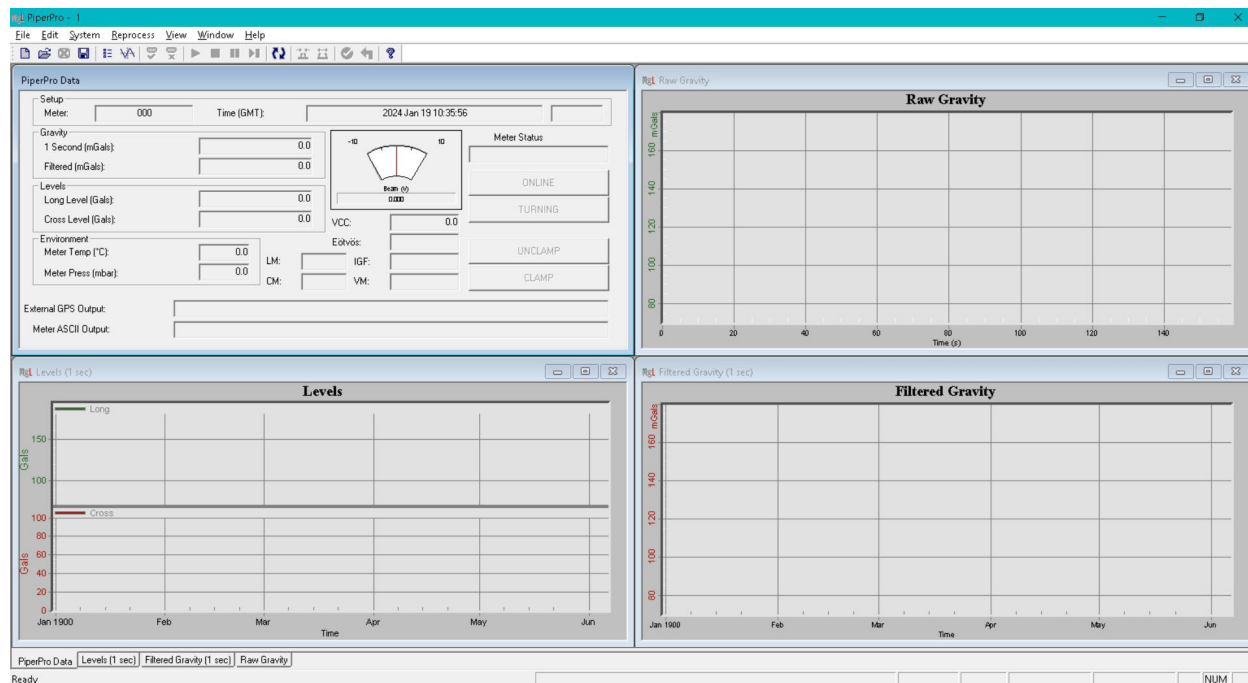 MgL PiperPro - 1
File Edit System Reprocess View Window Help
PiperPro Data
Setup
Meter: 000 Time (GMT): 2024 Jan 19 10:35:56
Gravity
1 Second (mGals): 0.0
Filtered (mGals): 0.0
Levels
Long Level (Gals): 0.0
Cross Level (Gals): 0.0
Environment
Meter Temp (°C): 0.0
Meter Press (mbar): 0.0
-10 10
Beam (V)
0.000
VCC: 0.0
Eötvös:
LM: IGF:
CM: VM:
Meter Status
ONLINE
TURNING
UNCLAMP
CLAMP
External GPS Output:
Meter ASCII Output:
MgL Raw Gravity
Raw Gravity
mGals
160
140
120
100
80
0 20 40 60 80 100 120 140
Time (s)
MgL Levels (1 sec)
Levels
Long
Gals
150
100
Cross
Gals
100
80
60
40
20
0
Jan 1900 Feb Mar Apr May Jun
Time
MgL Filtered Gravity (1 sec)
Filtered Gravity
mGals
160
140
120
100
80
Jan 1900 Feb Mar Apr May Jun
Time
PiperPro Data Levels (1 sec) Filtered Gravity (1 sec) Raw Gravity
Ready NUM